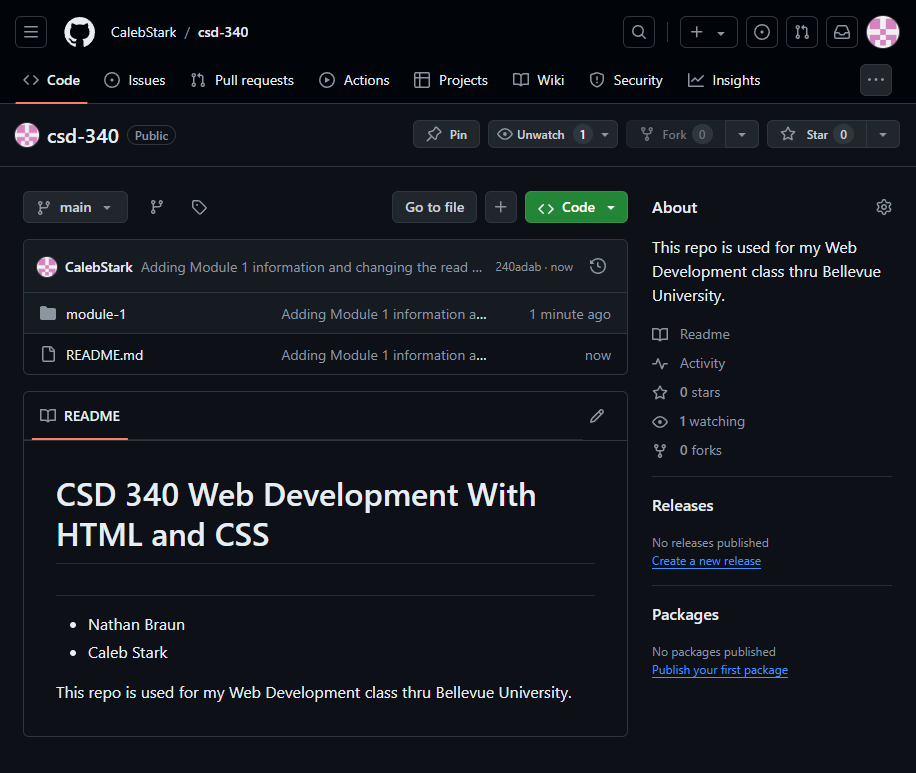 CalebStark / csd-340
Code Issues Pull requests Actions Projects Wiki Security Insights
csd-340 Public Pin Unwatch 1 Fork 0 Star 0
main Go to file Code
CalebStark Adding Module 1 information and changing the read ... 240adab · now
module-1 Adding Module 1 information a... 1 minute ago
README.md Adding Module 1 information a... now
README
CSD 340 Web Development With
HTML and CSS
• Nathan Braun
• Caleb Stark
This repo is used for my Web Development class thru Bellevue University.
About
This repo is used for my Web
Development class thru Bellevue
University.
Readme
Activity
0 stars
1 watching
0 forks
Releases
No releases published
Create a new release
Packages
No packages published
Publish your first package